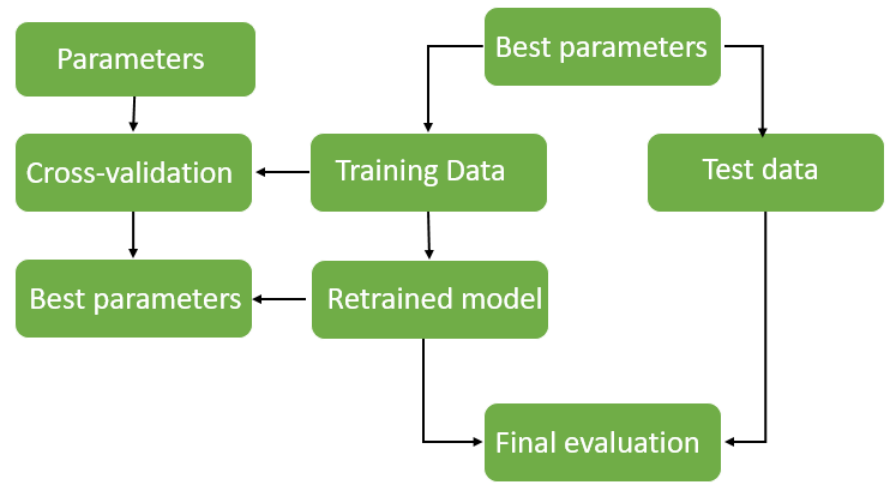 Parameters
Best parameters
Cross-validation
Training Data
Test data
Best parameters
Retrained model
Final evaluation